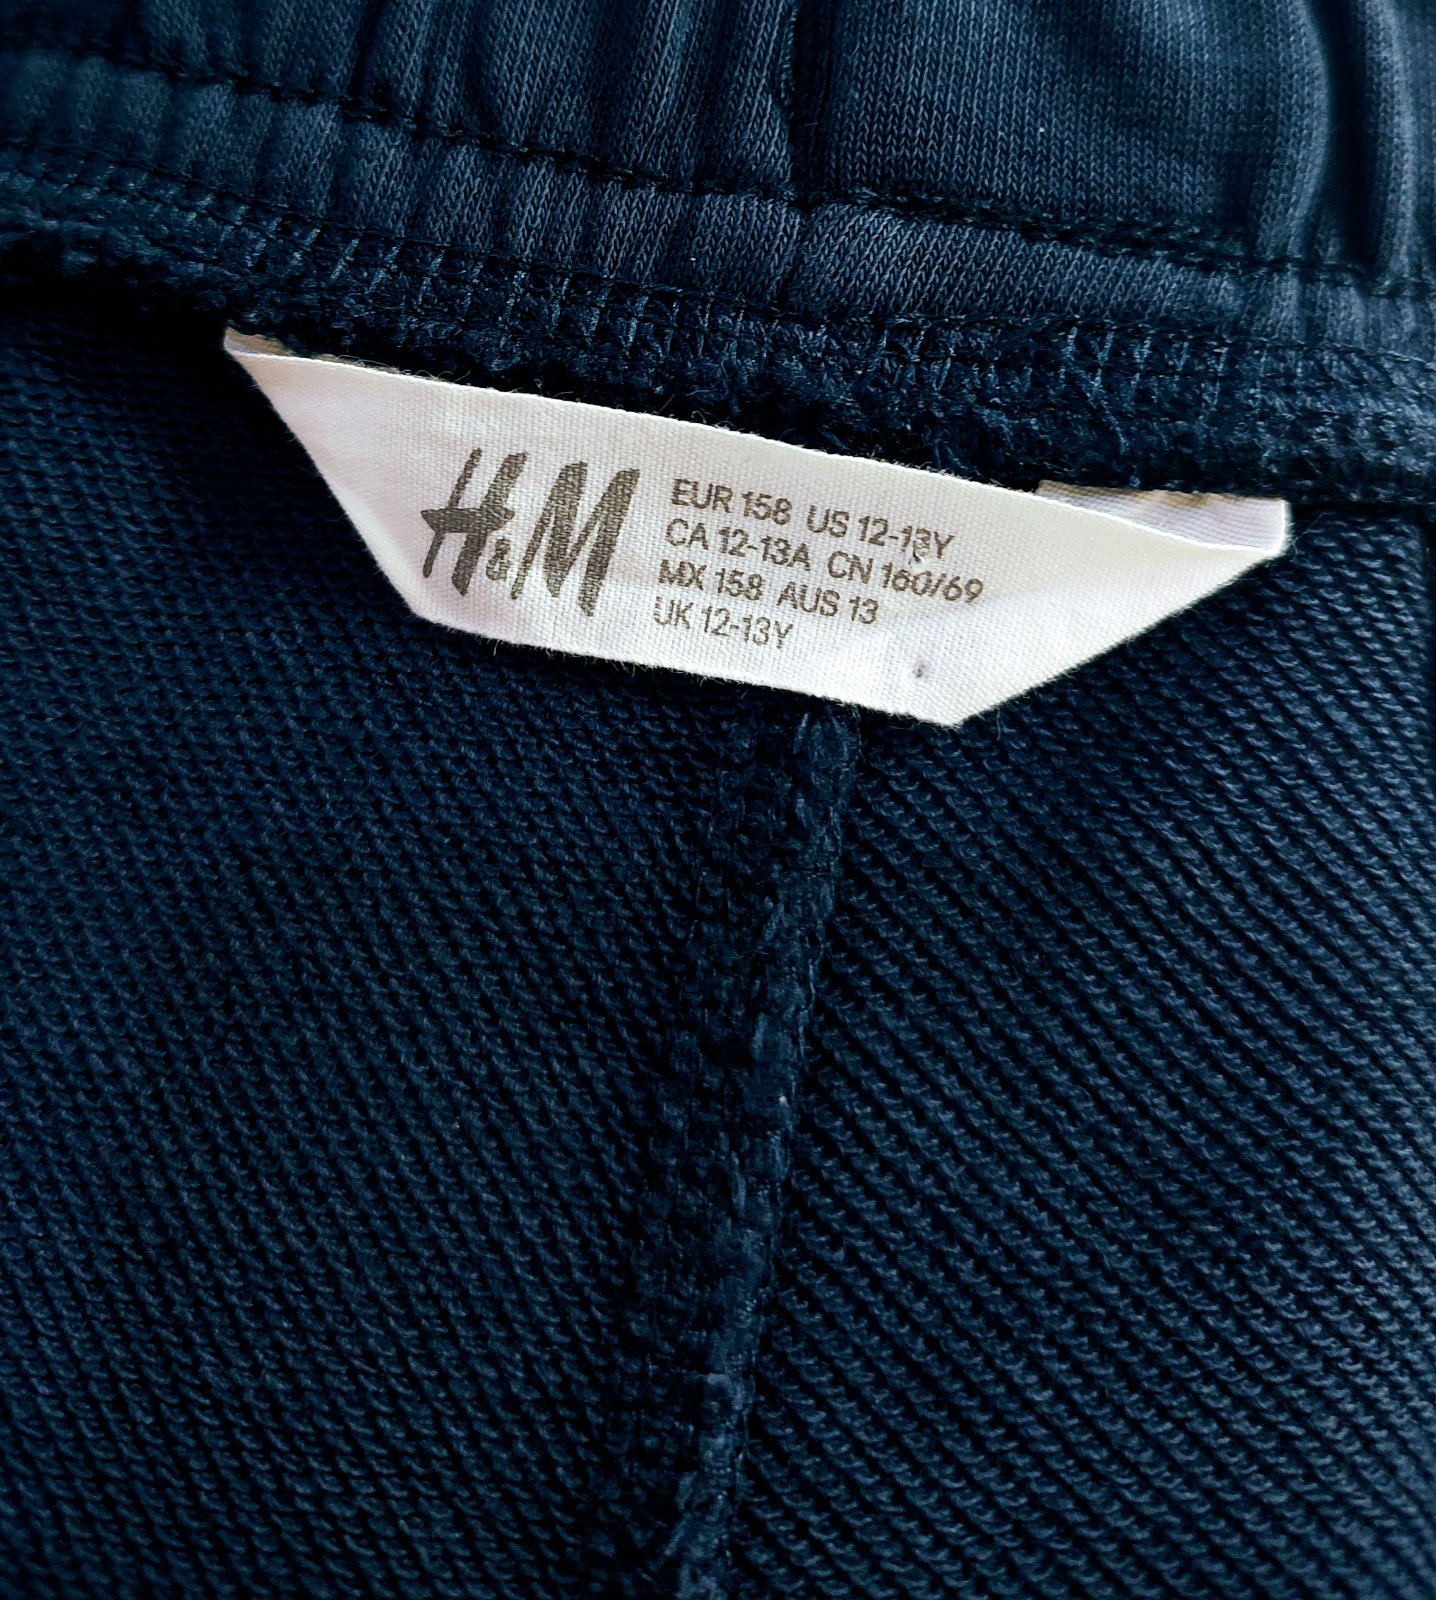 H&M
EUR 158 US 12-13Y
CA 12-13A CN 160/69
MX 158 AUS 13
UK 12-13Y